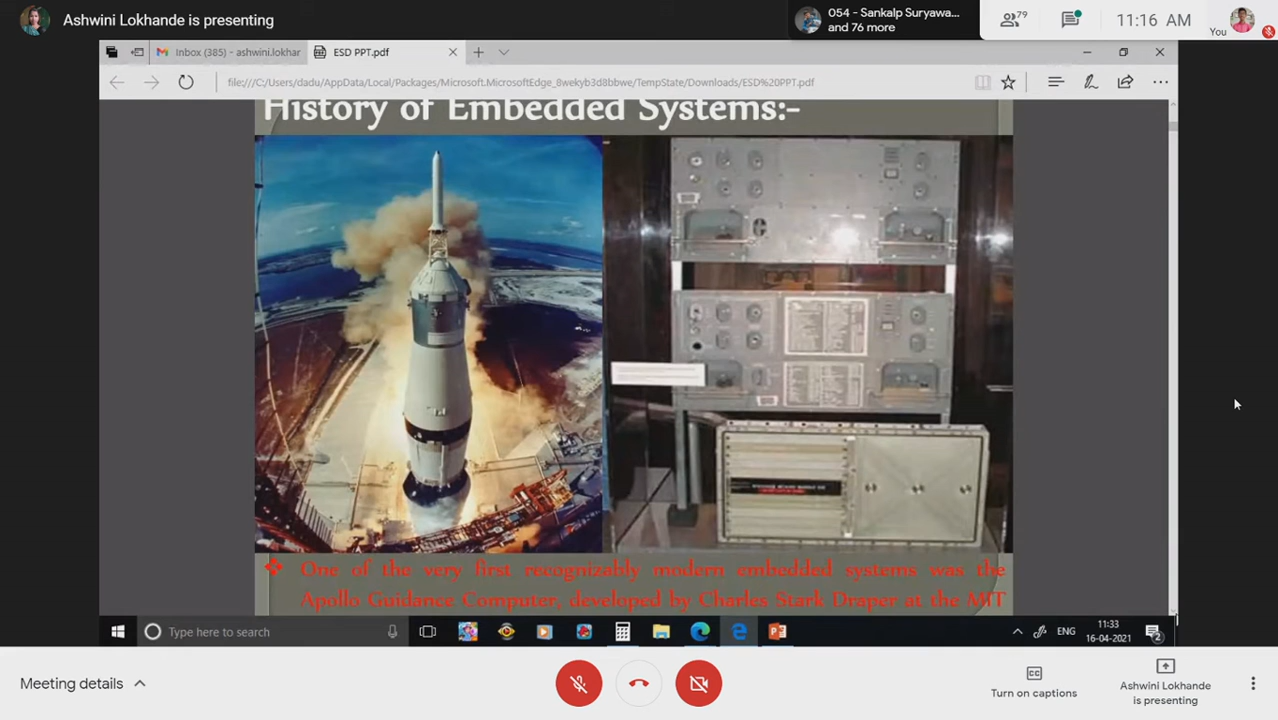 Ashwini Lokhande is presenting
054 - Sankalp Suryawa...
and 76 more
79
11:16 AM
You
Inbox (385) - ashwini.lokhar
ESD PPT.pdf
file:///C:/Users/dadu/AppData/Local/Packages/Microsoft.MicrosoftEdge_8wekyb3d8bbwe/TempState/Downloads/ESD%20PPT.pdf
History of Embedded Systems:-
One of the very first recognizably modern embedded systems was the
Apollo Guidance Computer, developed by Charles Stark Draper at the MIT
Type here to search
ENG
11:33
16-04-2021
2
Meeting details
Turn on captions
Ashwini Lokhande
is presenting